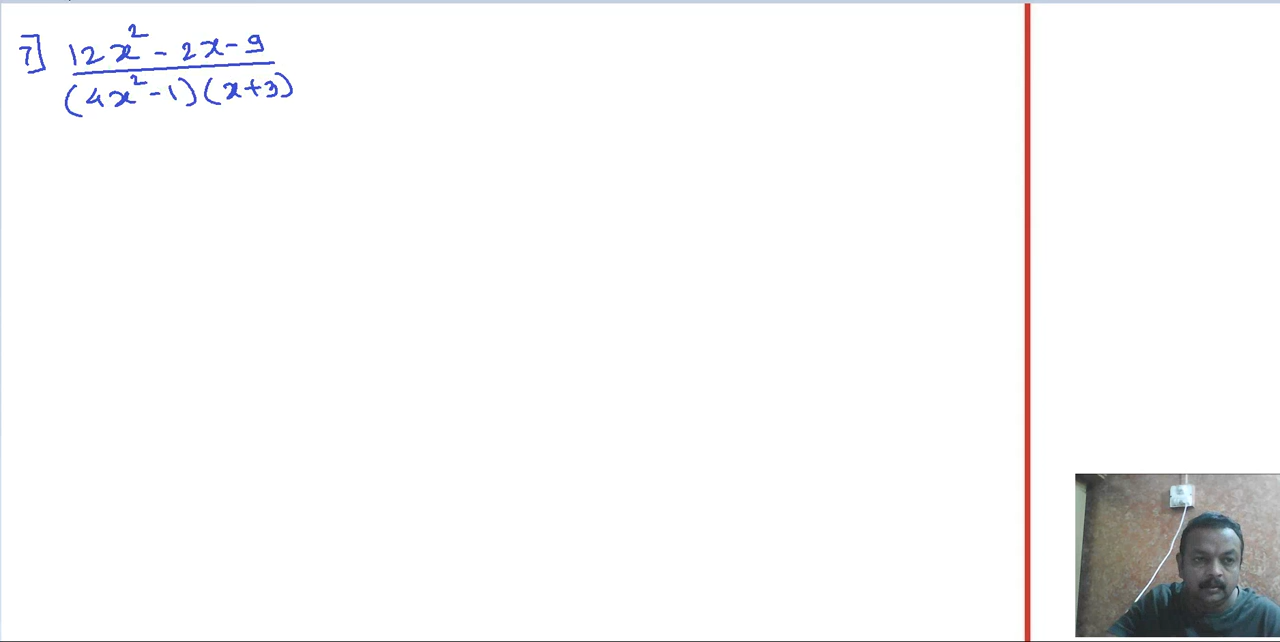 7] 12x² - 2x - 9
(4x² - 1) (x + 3)